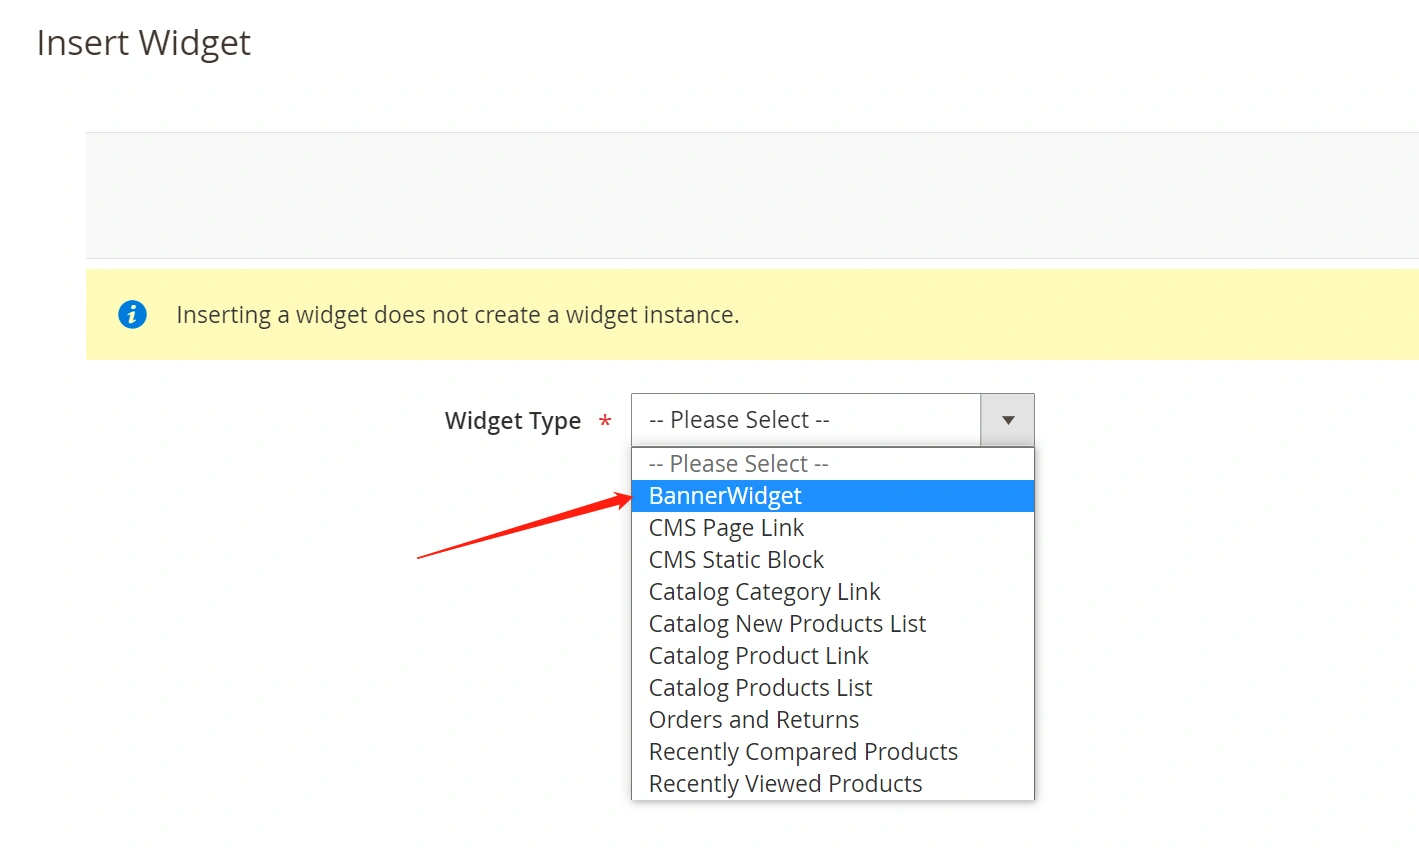 Insert Widget
Inserting a widget does not create a widget instance.
Widget Type * -- Please Select --
-- Please Select --
BannerWidget
CMS Page Link
CMS Static Block
Catalog Category Link
Catalog New Products List
Catalog Product Link
Catalog Products List
Orders and Returns
Recently Compared Products
Recently Viewed Products